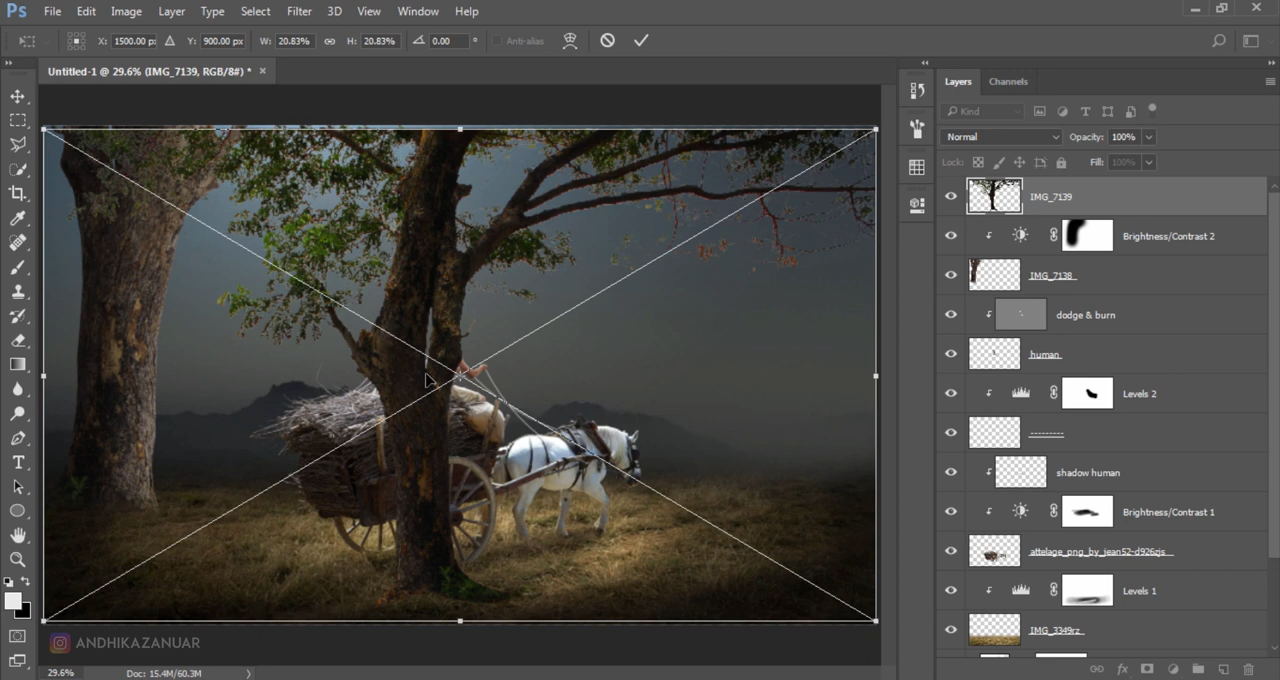 Ps File Edit Image Layer Type Select Filter 3D View Window Help
X: 1500.00 p Y: 900.00 px W: 20.83% H: 20.83% 0.00 ° Anti-alias
Untitled-1 @ 29.6% (IMG_7139, RGB/8#) *
Layers Channels
Kind
Normal Opacity: 100%
Lock: Fill: 100%
IMG_7139
Brightness/Contrast 2
IMG_7138
dodge & burn
human
Levels 2
---------
shadow human
Brightness/Contrast 1
attelage_png_by_jean52-d926zjs
Levels 1
IMG_3349rz
ANDHIKAZANUAR
29.6% Doc: 15.4M/60.3M